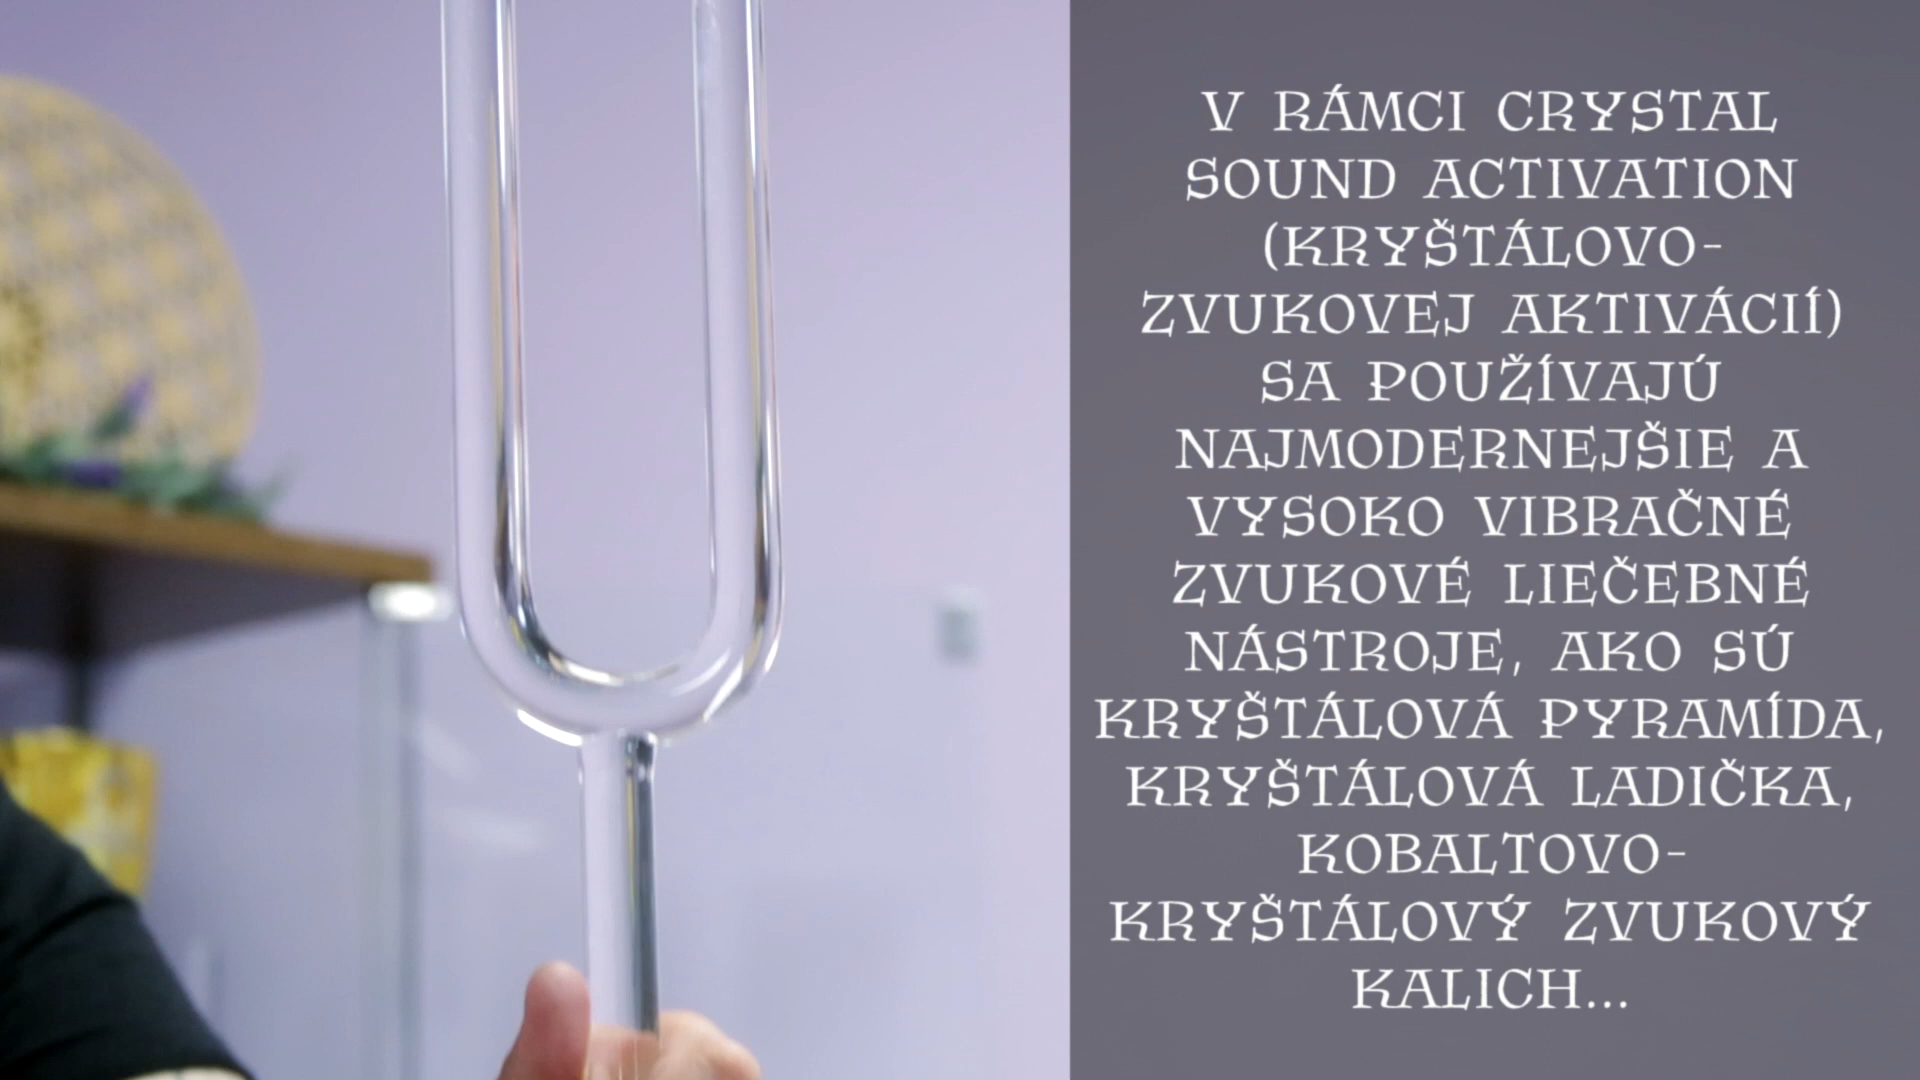 V RÁMCI CRYSTAL
SOUND ACTIVATION
(KRYŠTÁLOVO-
ZVUKOVEJ AKTIVÁCIÍ)
SA POUŽÍVAJÚ
NAJMODERNEJŠIE A
VYSOKO VIBRAČNÉ
ZVUKOVÉ LIEČEBNÉ
NÁSTROJE, AKO SÚ
KRYŠTÁLOVÁ PYRAMÍDA,
KRYŠTÁLOVÁ LADIČKA,
KOBALTOVO-
KRYŠTÁLOVÝ ZVUKOVÝ
KALICH...